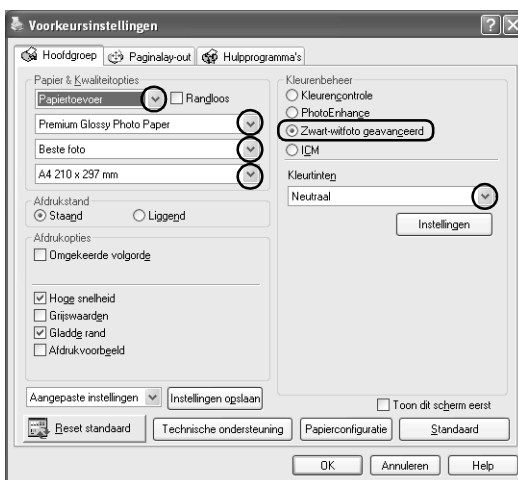 Voorkeursinstellingen
Hoofdgroep
Paginalay-out
Hulpprogramma's
Papier & Kwaliteitopties
Papiertoevoer
Randloos
Premium Glossy Photo Paper
Beste foto
A4 210 x 297 mm
Afdrukstand
Staand
Liggend
Afdrukopties
Omgekeerde volgorde
Hoge snelheid
Grijswaarden
Gladde rand
Afdrukvoorbeeld
Kleurenbeheer
Kleurencontrole
PhotoEnhance
Zwart-witfoto geavanceerd
ICM
Kleurtinten
Neutraal
Instellingen
Aangepaste instellingen
Instellingen opslaan
Toon dit scherm eerst
Reset standaard
Technische ondersteuning
Papierconfiguratie
Standaard
OK
Annuleren
Help